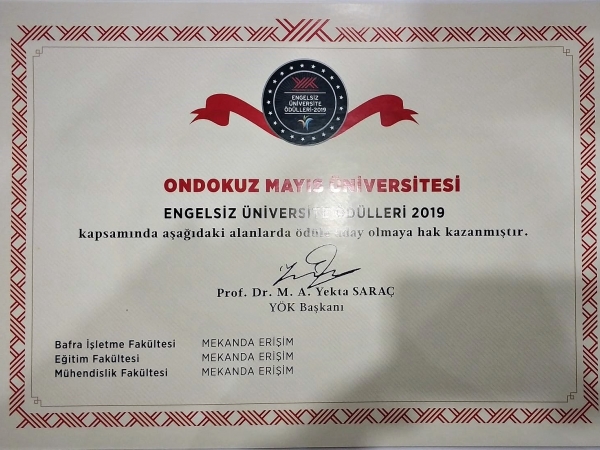 ENGELSİZ
ÜNİVERSİTE
ÖDÜLLERİ-2019
ONDOKUZ MAYIS ÜNİVERSİTESİ
ENGELSİZ ÜNİVERSİTE ÖDÜLLERİ 2019
kapsamında aşağıdaki alanlarda ödüle aday olmaya hak kazanmıştır.
Prof. Dr. M. A. Yekta SARAÇ
YÖK Başkanı
Bafra İşletme Fakültesi MEKANDA ERİŞİM
Eğitim Fakültesi MEKANDA ERİŞİM
Mühendislik Fakültesi MEKANDA ERİŞİM